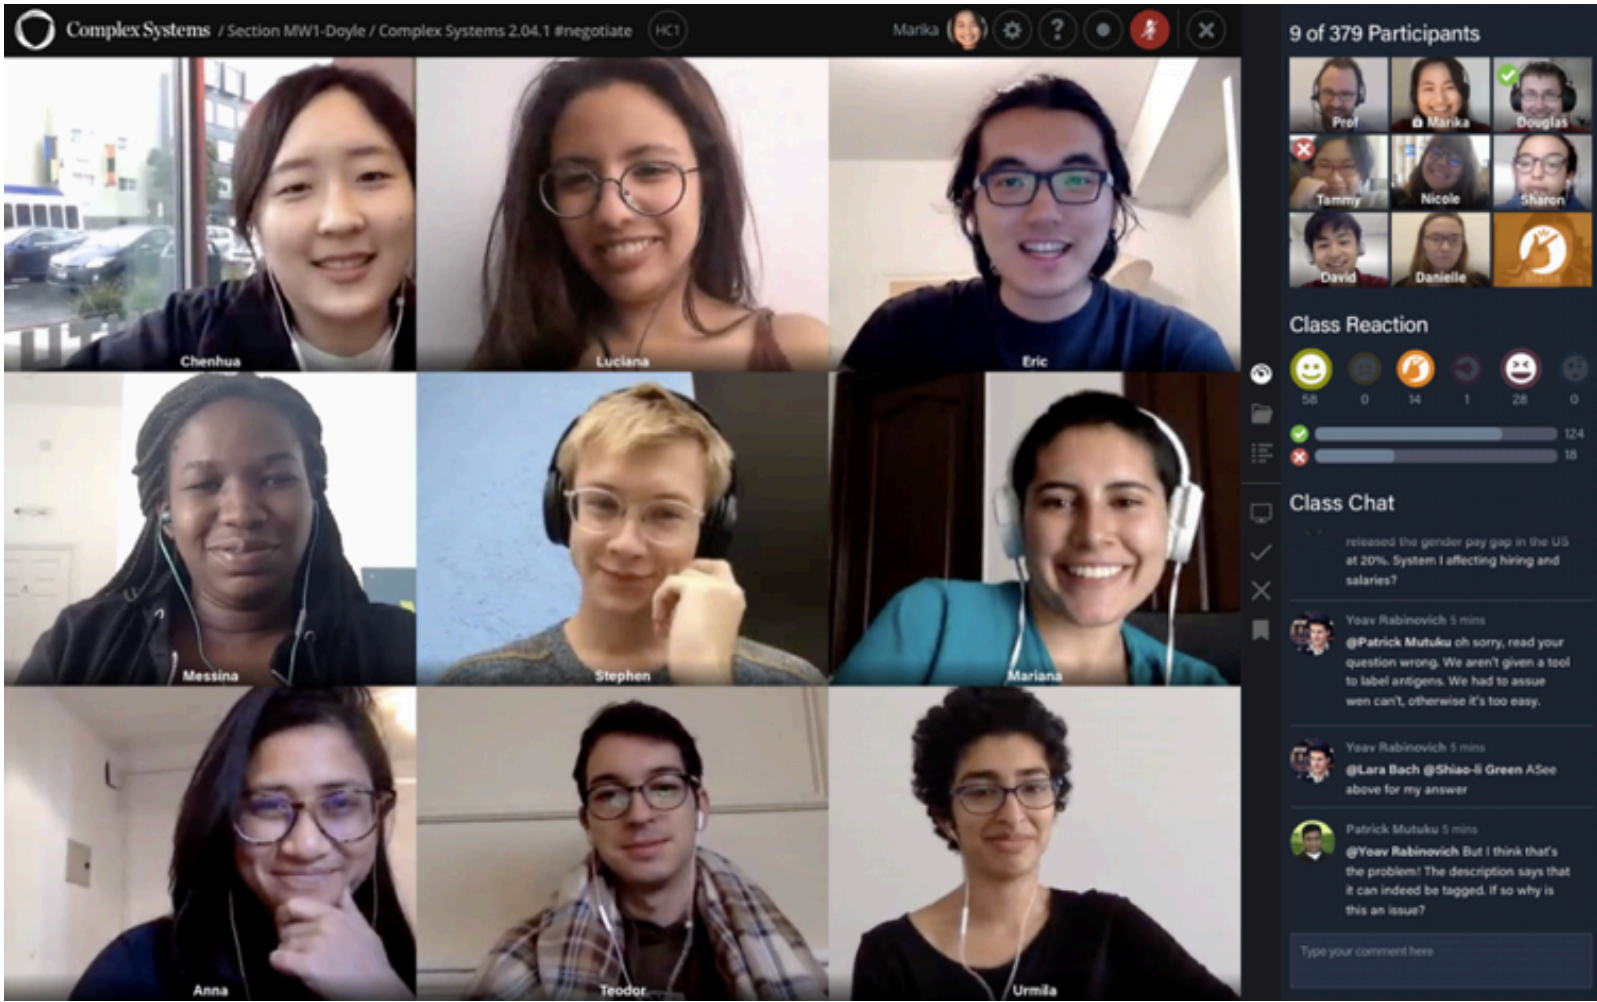 Complex Systems / Section MW1-Doyle / Complex Systems 2.04.1 #negotiate HC1
Marika
Chenhua
Luciana
Eric
Messina
Stephen
Mariana
Anna
Teodor
Urmila
9 of 379 Participants
Prof
Marika
Douglas
Tammy
Nicole
Sharon
David
Danielle
Class Reaction
58 0 14 1 28 0
124
18
Class Chat
released the gender pay gap in the US
at 20%. System I affecting hiring and
salaries?
Yoav Rabinovich 5 mins
@Patrick Mutuku oh sorry, read your
question wrong. We aren't given a tool
to label antigens. We had to assue
wen can't, otherwise it's too easy.
Yoav Rabinovich 5 mins
@Lara Bach @Shiao-li Green ASee
above for my answer
Patrick Mutuku 5 mins
@Yoav Rabinovich But I think that's
the problem! The description says that
it can indeed be tagged. If so why is
this an issue?
Type your comment here